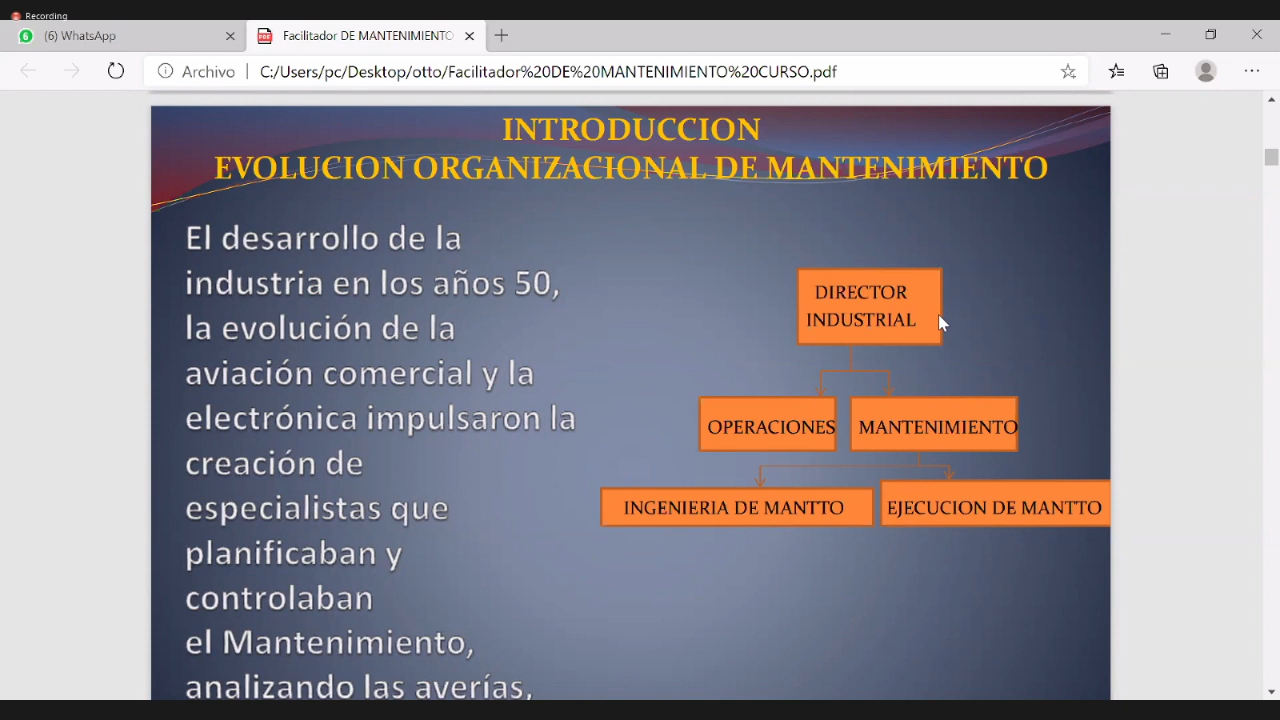 Recording
6
(6) WhatsApp
PDF
Facilitador DE MANTENIMIENTO
Archivo
C:/Users/pc/Desktop/otto/Facilitador%20DE%20MANTENIMIENTO%20CURSO.pdf
INTRODUCCION
EVOLUCION ORGANIZACIONAL DE MANTENIMIENTO
El desarrollo de la
industria en los años 50,
la evolución de la
aviación comercial y la
electrónica impulsaron la
creación de
especialistas que
planificaban y
controlaban
el Mantenimiento,
analizando las averías,
DIRECTOR
INDUSTRIAL
OPERACIONES
MANTENIMIENTO
INGENIERIA DE MANTTO
EJECUCION DE MANTTO